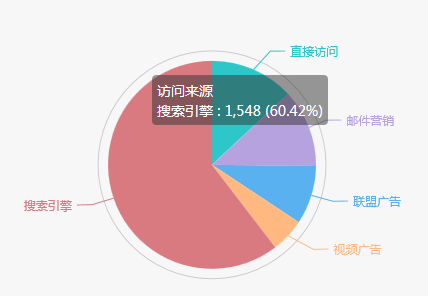 直接访问
访问来源
搜索引擎 : 1,548 (60.42%)
邮件营销
联盟广告
搜索引擎
视频广告